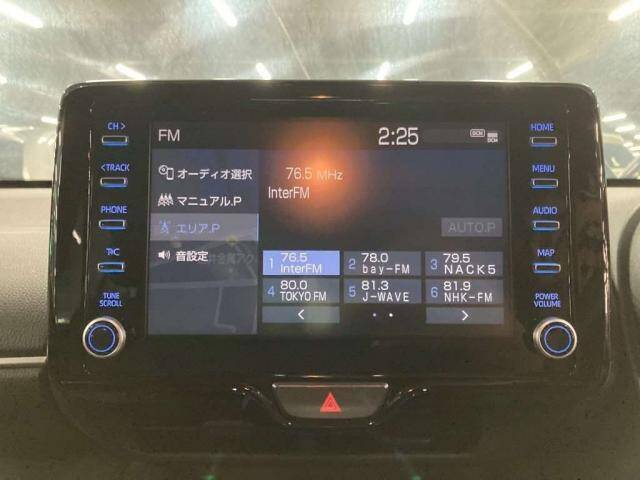 FM
2:25
DCM
DCM
CH >
< TRACK
PHONE
T/C
TUNE
SCROLL
オーディオ選択
マニュアル.P
エリア.P
音設定
76.5 MHz
InterFM
AUTO.P
1 76.5 InterFM
2 78.0 bay-FM
3 79.5 NACK5
4 80.0 TOKYO FM
5 81.3 J-WAVE
6 81.9 NHK-FM
<
>
HOME
MENU
AUDIO
MAP
POWER
VOLUME